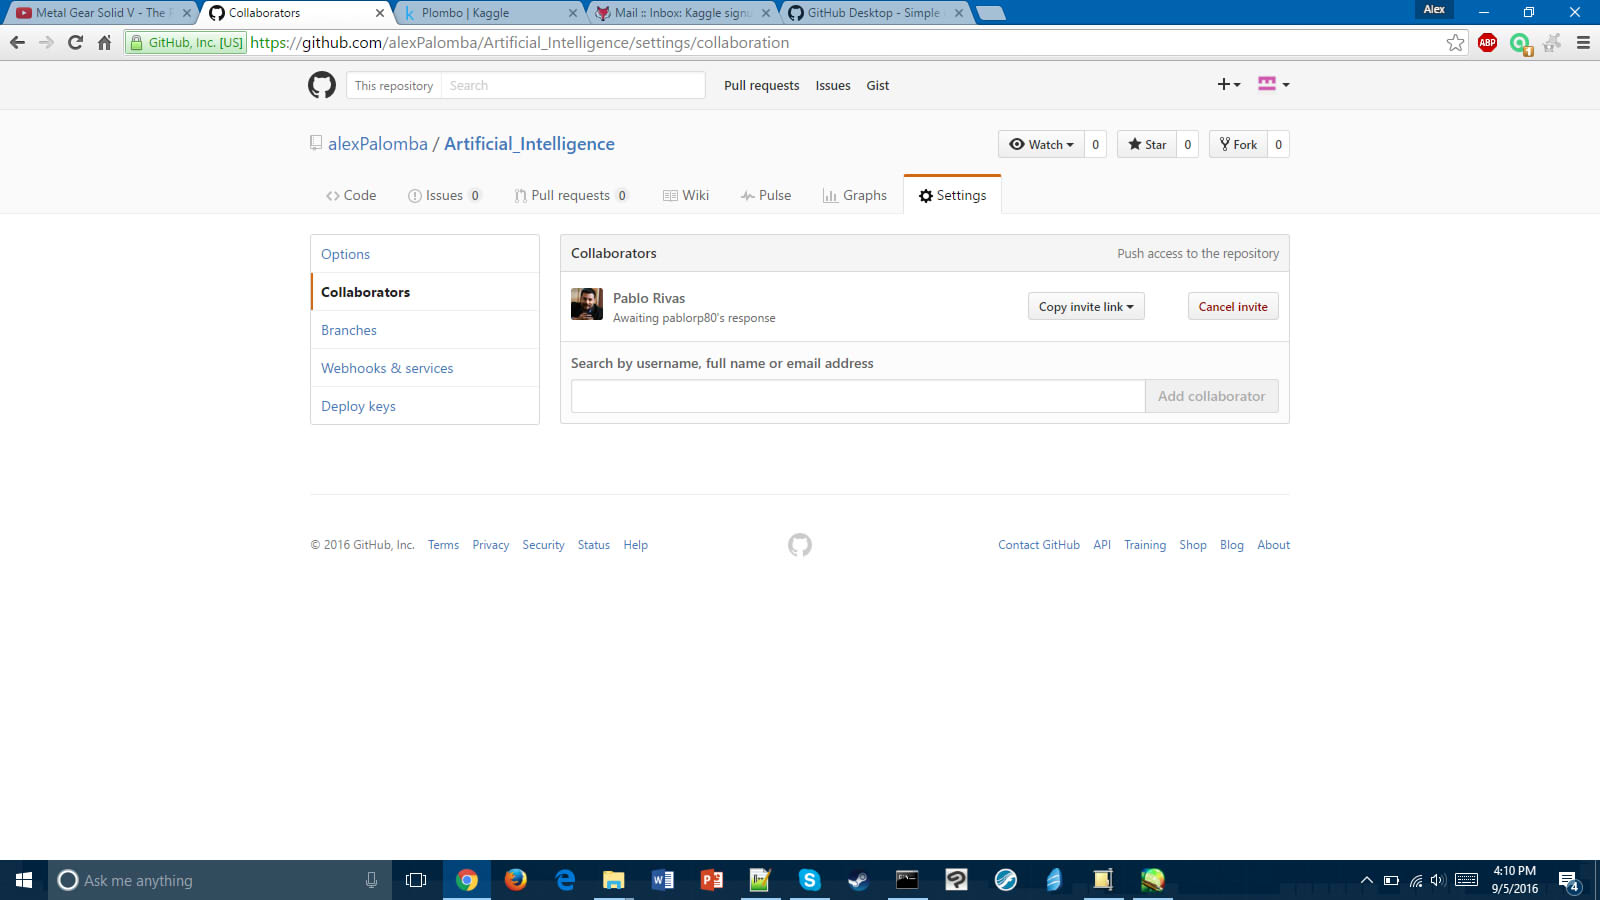 Metal Gear Solid V - The
Collaborators
Plombo | Kaggle
Mail :: Inbox: Kaggle signu
GitHub Desktop - Simple
Alex
GitHub, Inc. [US]
https://github.com/alexPalomba/Artificial_Intelligence/settings/collaboration
ABP
This repository
Search
Pull requests
Issues
Gist
alexPalomba / Artificial_Intelligence
Watch 0
Star 0
Fork 0
Code
Issues 0
Pull requests 0
Wiki
Pulse
Graphs
Settings
Options
Collaborators
Branches
Webhooks & services
Deploy keys
Collaborators
Push access to the repository
Pablo Rivas
Awaiting pablorp80's response
Copy invite link
Cancel invite
Search by username, full name or email address
Add collaborator
© 2016 GitHub, Inc. Terms Privacy Security Status Help
Contact GitHub API Training Shop Blog About
Ask me anything
4:10 PM
9/5/2016
4